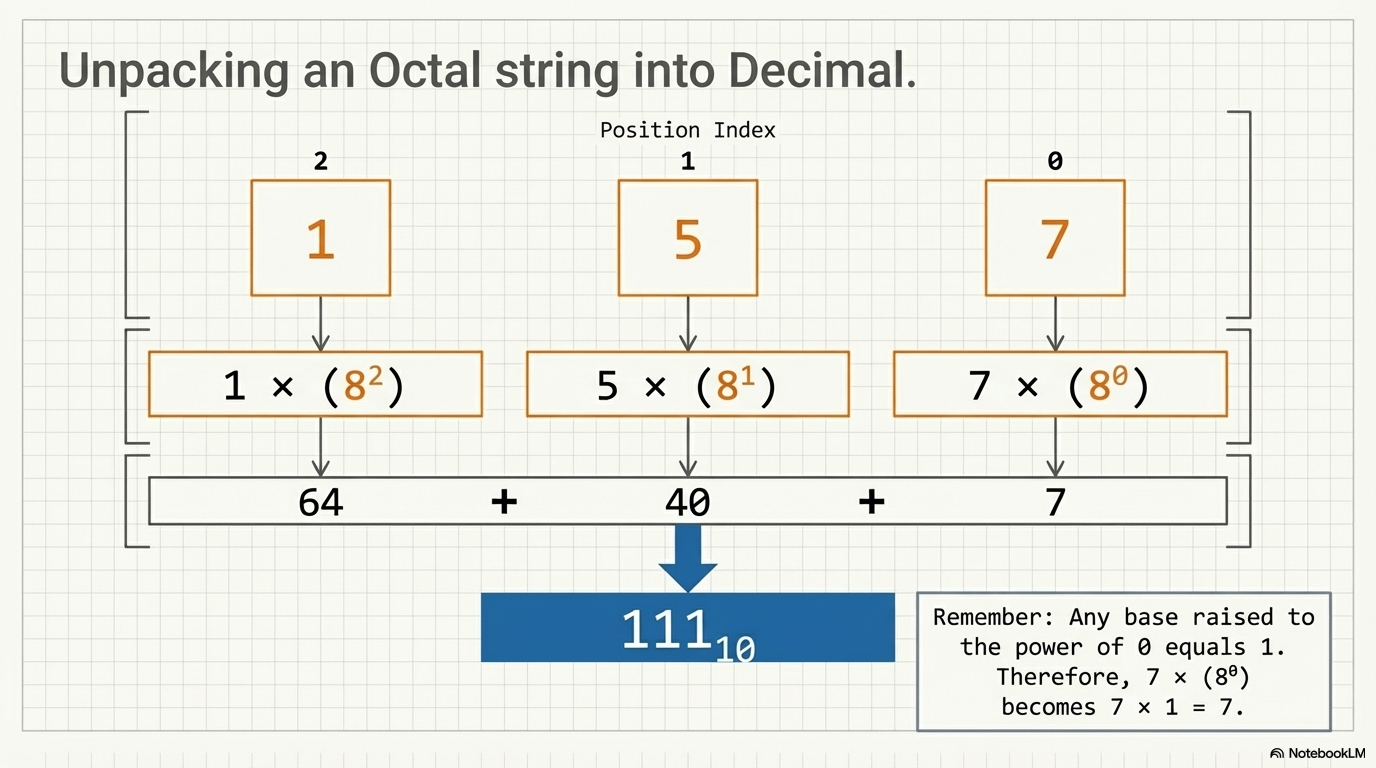 Unpacking an Octal string into Decimal.
Position Index
2 1 0
1 5 7
1 × (8²) 5 × (8¹) 7 × (8⁰)
64 + 40 + 7
111₁₀
Remember: Any base raised to
the power of 0 equals 1.
Therefore, 7 × (8⁰)
becomes 7 × 1 = 7.
NotebookLM